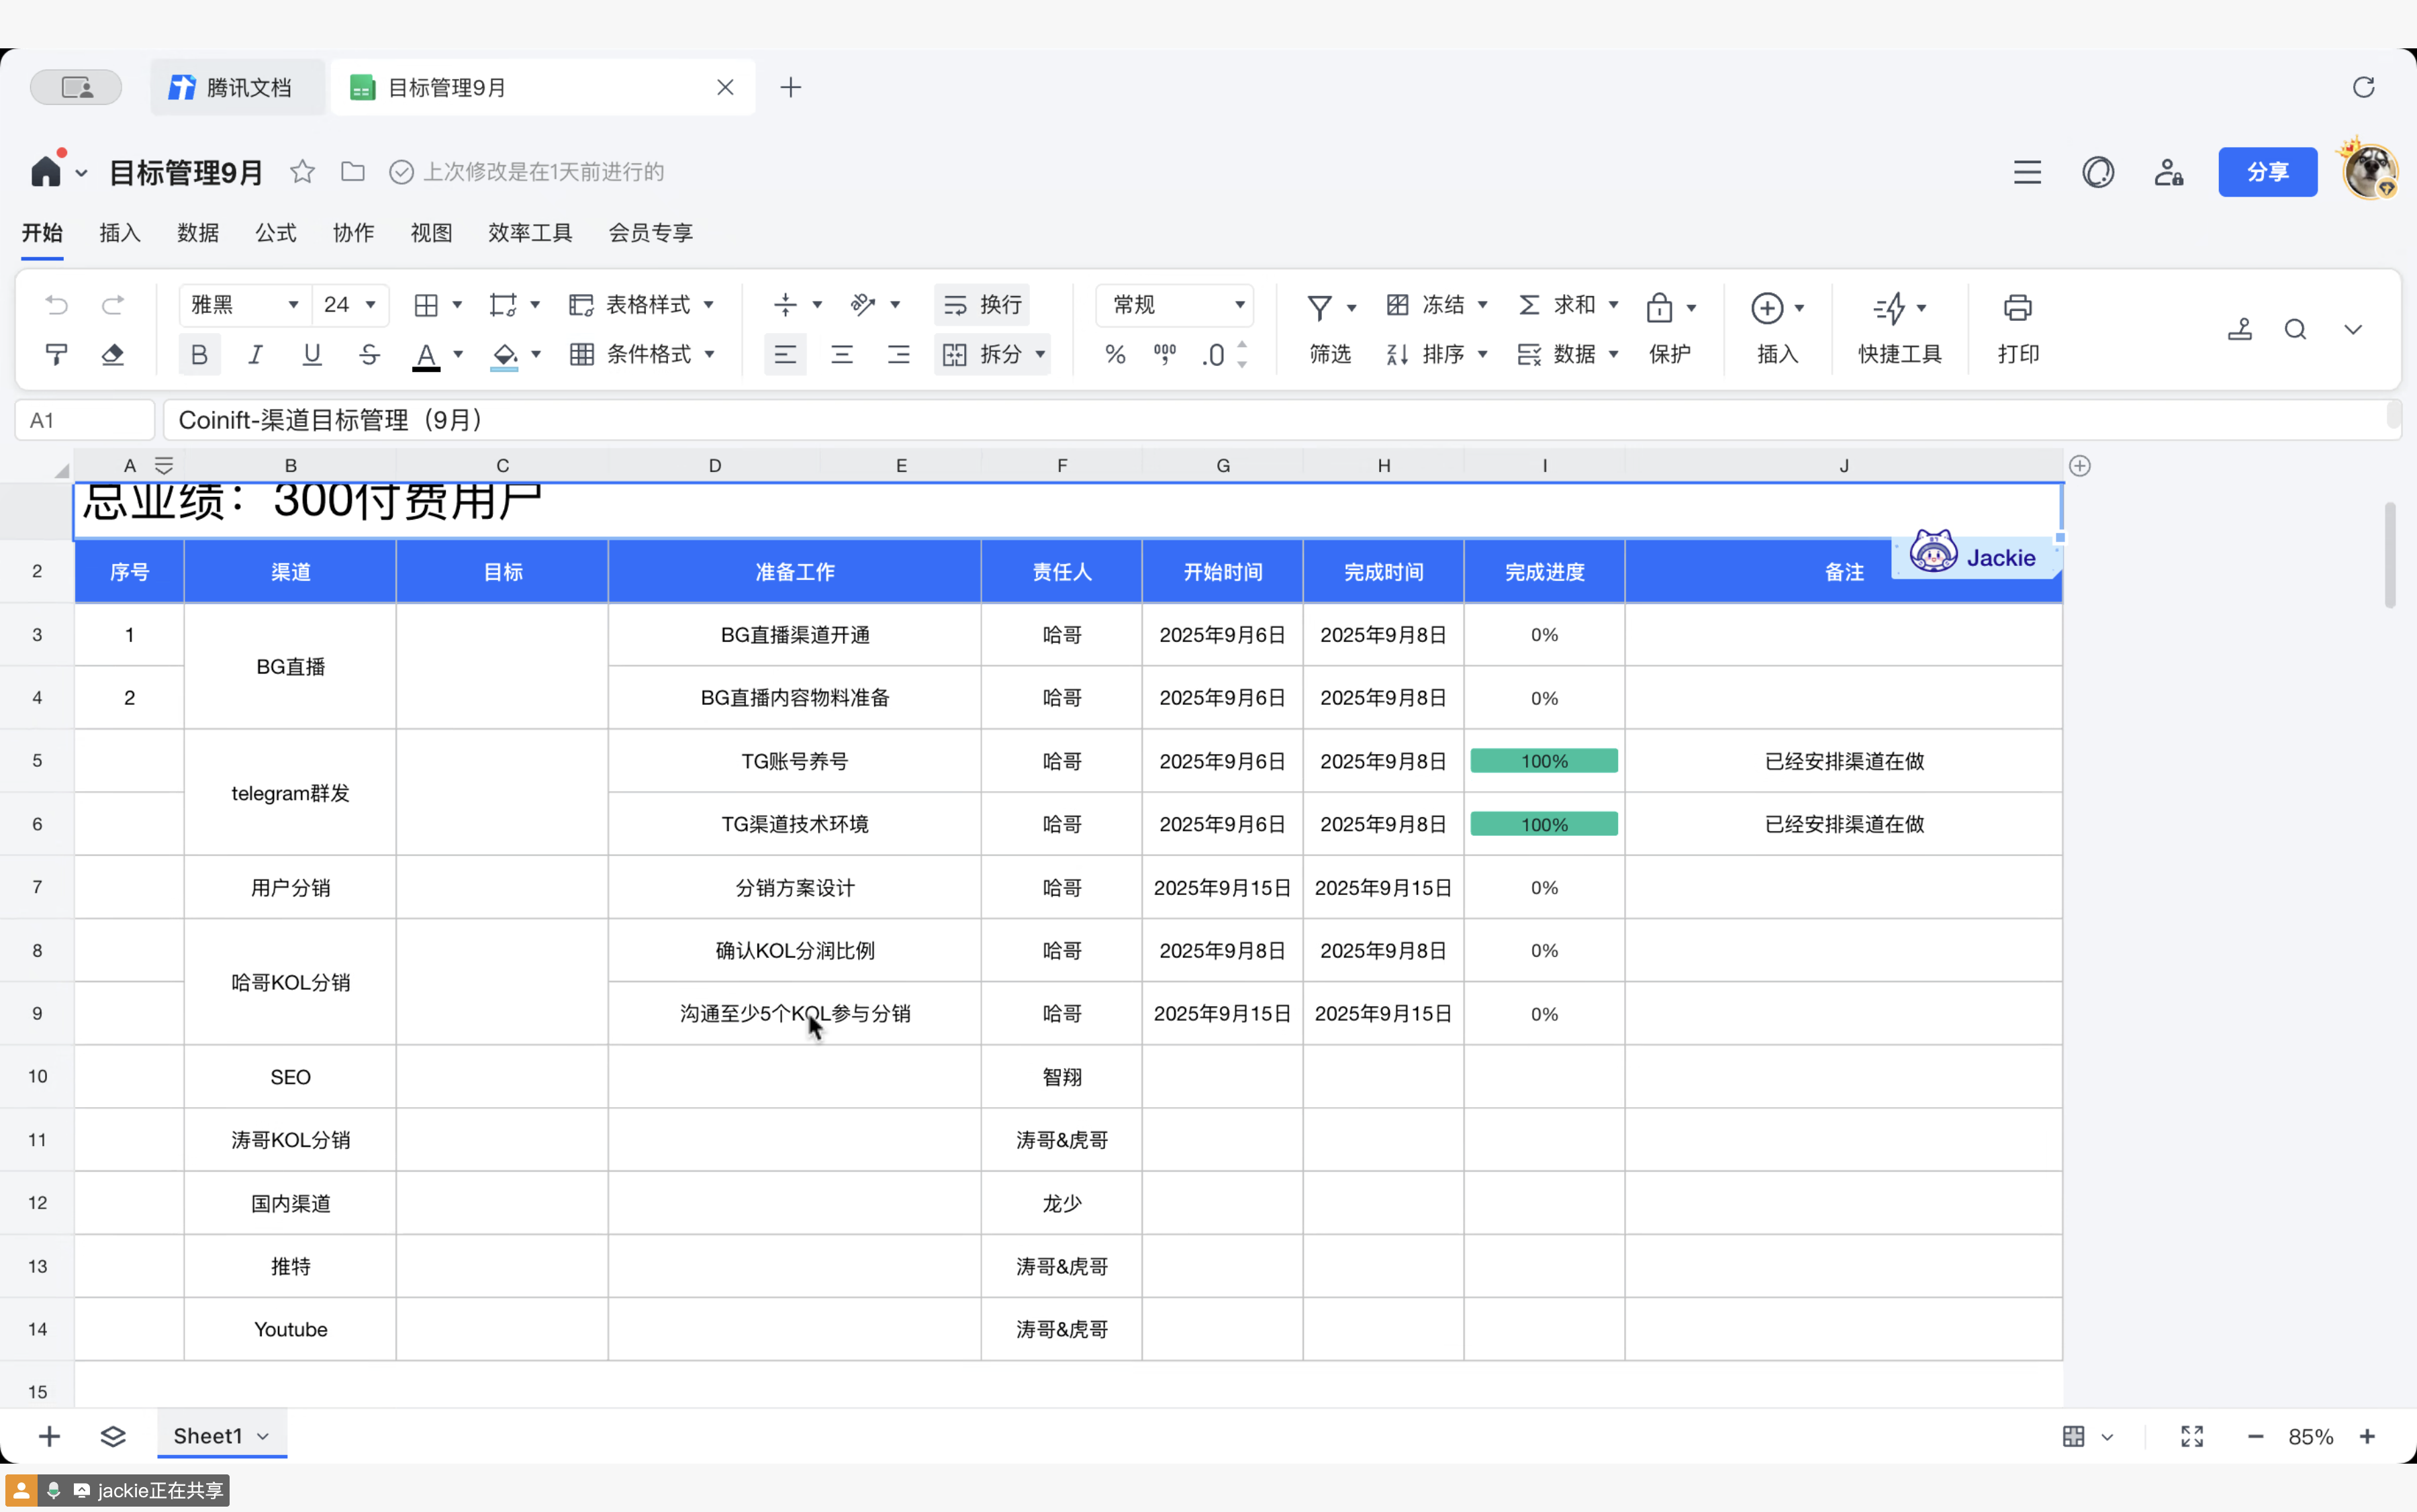 腾讯文档
目标管理9月
目标管理9月
上次修改是在1天前进行的
分享
开始 插入 数据 公式 协作 视图 效率工具 会员专享
雅黑 24 表格样式 换行 常规 冻结 求和
B I U S A 条件格式 拆分 % .0 筛选 排序 数据 保护 插入 快捷工具 打印
A1 Coinift-渠道目标管理（9月）
A B C D E F G H I J
总业绩：300付费用户
Jackie
2 序号 渠道 目标 准备工作 责任人 开始时间 完成时间 完成进度 备注
3 1 BG直播 BG直播渠道开通 哈哥 2025年9月6日 2025年9月8日 0%
4 2 BG直播内容物料准备 哈哥 2025年9月6日 2025年9月8日 0%
5 telegram群发 TG账号养号 哈哥 2025年9月6日 2025年9月8日 100% 已经安排渠道在做
6 TG渠道技术环境 哈哥 2025年9月6日 2025年9月8日 100% 已经安排渠道在做
7 用户分销 分销方案设计 哈哥 2025年9月15日 2025年9月15日 0%
8 哈哥KOL分销 确认KOL分润比例 哈哥 2025年9月8日 2025年9月8日 0%
9 沟通至少5个KOL参与分销 哈哥 2025年9月15日 2025年9月15日 0%
10 SEO 智翔
11 涛哥KOL分销 涛哥&虎哥
12 国内渠道 龙少
13 推特 涛哥&虎哥
14 Youtube 涛哥&虎哥
15
Sheet1 85%
jackie正在共享